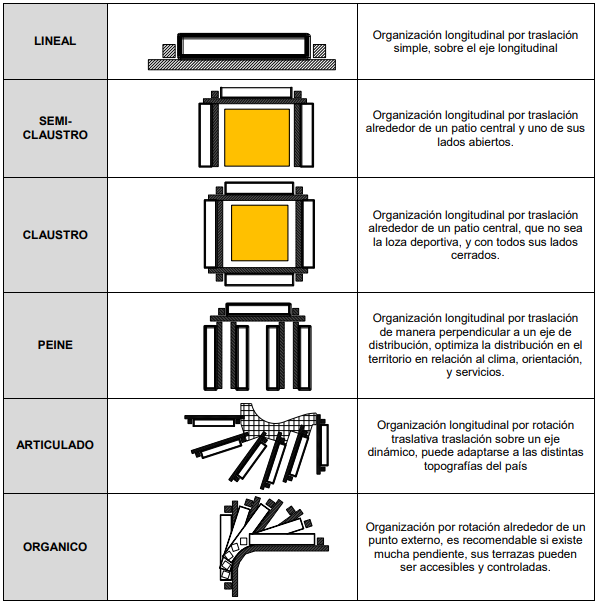 LINEAL
Organización longitudinal por traslación
simple, sobre el eje longitudinal
SEMI-
CLAUSTRO
Organización longitudinal por traslación
alrededor de un patio central y uno de sus
lados abiertos.
CLAUSTRO
Organización longitudinal por traslación
alrededor de un patio central, que no sea
la loza deportiva, y con todos sus lados
cerrados.
PEINE
Organización longitudinal por traslación
de manera perpendicular a un eje de
distribución, optimiza la distribución en el
territorio en relación al clima, orientación,
y servicios.
ARTICULADO
Organización longitudinal por rotación
traslativa traslación sobre un eje
dinámico, puede adaptarse a las distintas
topografías del país
ORGANICO
Organización por rotación alrededor de un
punto externo, es recomendable si existe
mucha pendiente, sus terrazas pueden
ser accesibles y controladas.